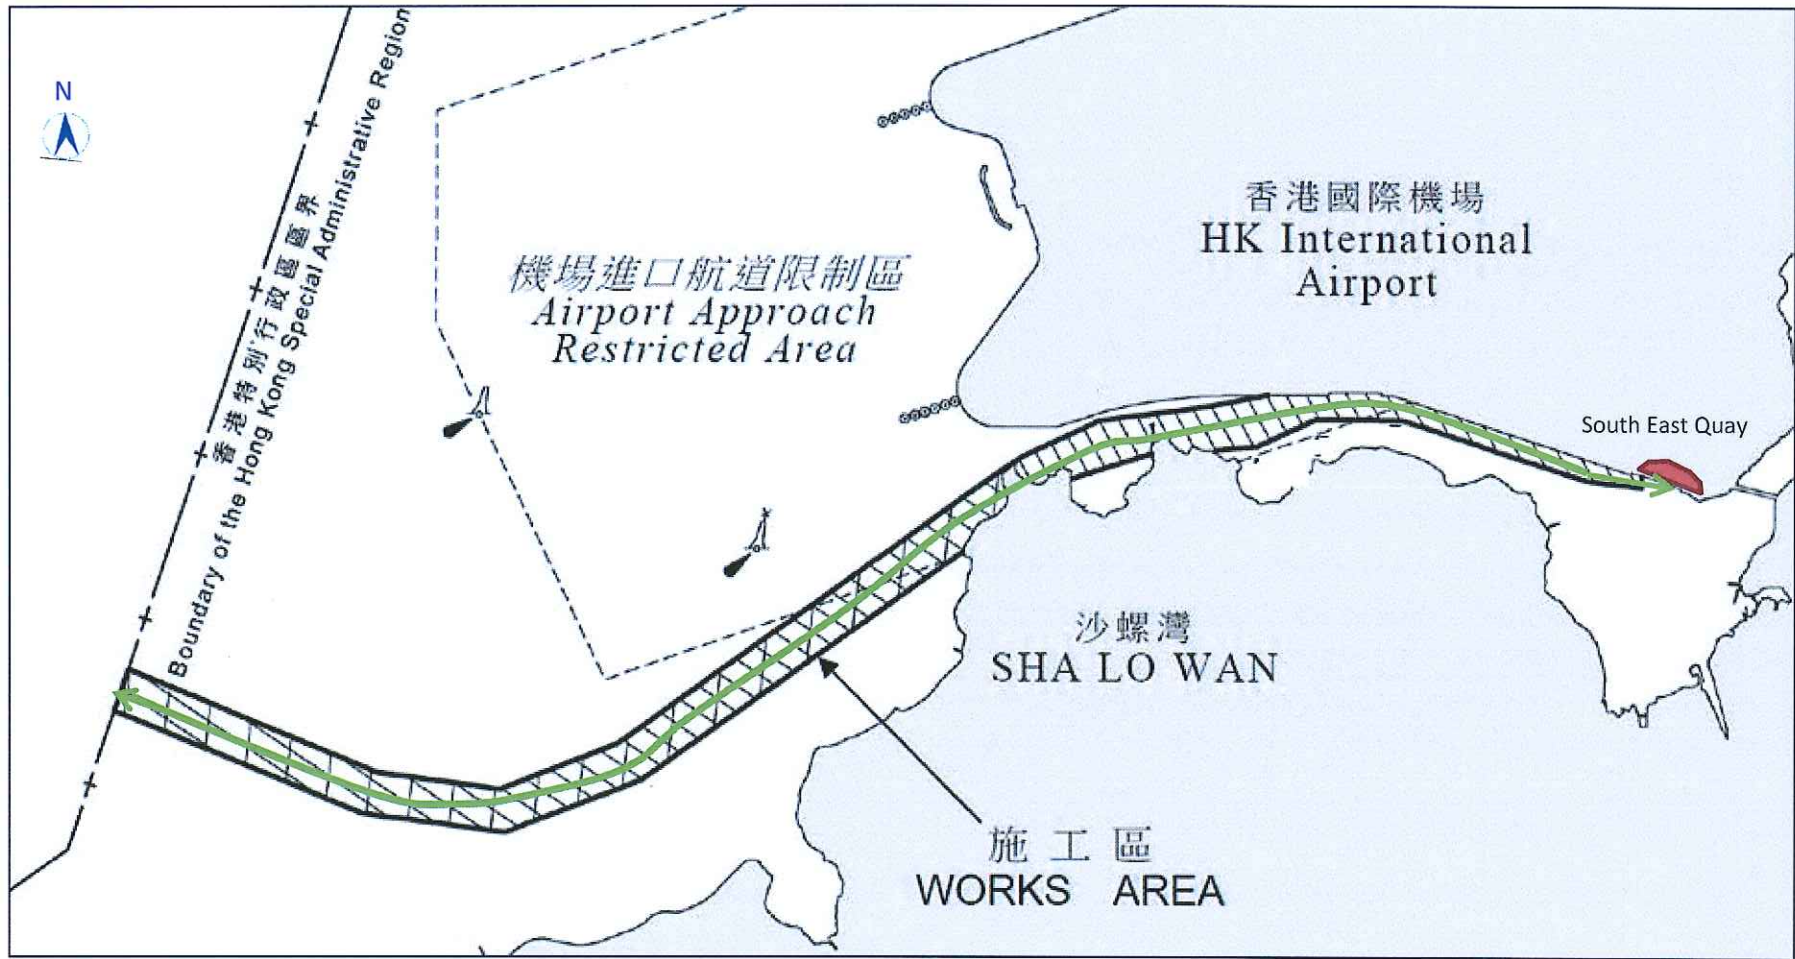 N
香港特別行政區區界
Boundary of the Hong Kong Special Administrative Region
機場進口航道限制區
Airport Approach
Restricted Area
香港國際機場
HK International
Airport
South East Quay
沙螺灣
SHA LO WAN
施工區
WORKS AREA